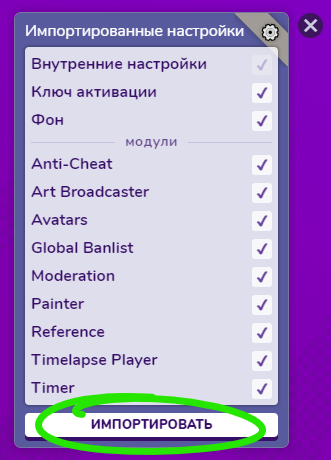 Импортированные настройки
Внутренние настройки
Ключ активации
Фон
модули
Anti-Cheat
Art Broadcaster
Avatars
Global Banlist
Moderation
Painter
Reference
Timelapse Player
Timer
ИМПОРТИРОВАТЬ